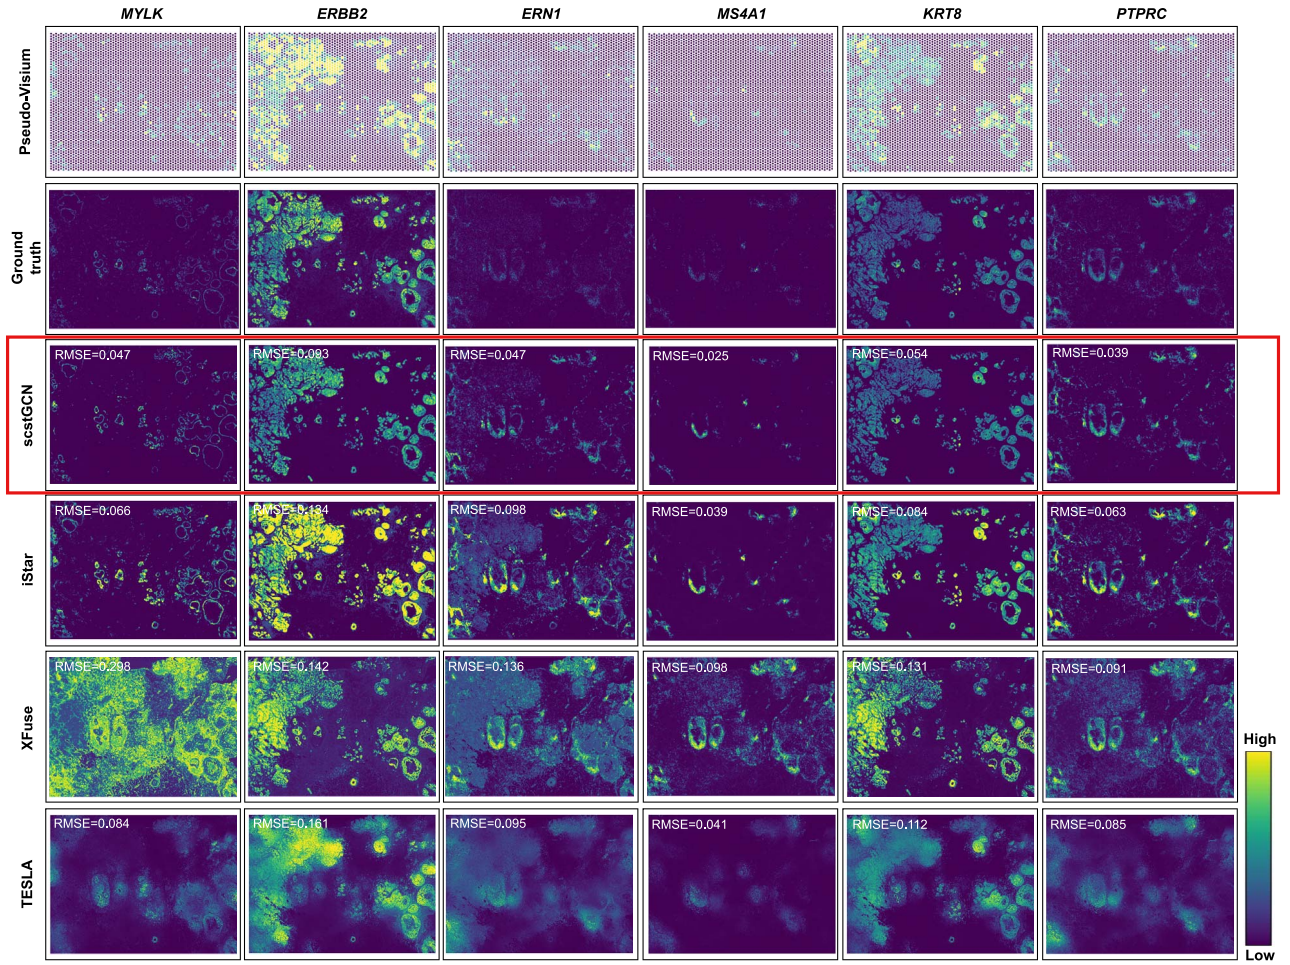 MYLK ERBB2 ERN1 MS4A1 KRT8 PTPRC
Pseudo-Visium
Ground
truth
scstGCN
RMSE=0.047 RMSE=0.093 RMSE=0.047 RMSE=0.025 RMSE=0.054 RMSE=0.039
iStar
RMSE=0.066 RMSE=0.134 RMSE=0.098 RMSE=0.039 RMSE=0.084 RMSE=0.063
XFuse
RMSE=0.298 RMSE=0.142 RMSE=0.136 RMSE=0.098 RMSE=0.131 RMSE=0.091
TESLA
RMSE=0.084 RMSE=0.161 RMSE=0.095 RMSE=0.041 RMSE=0.112 RMSE=0.085
High
Low